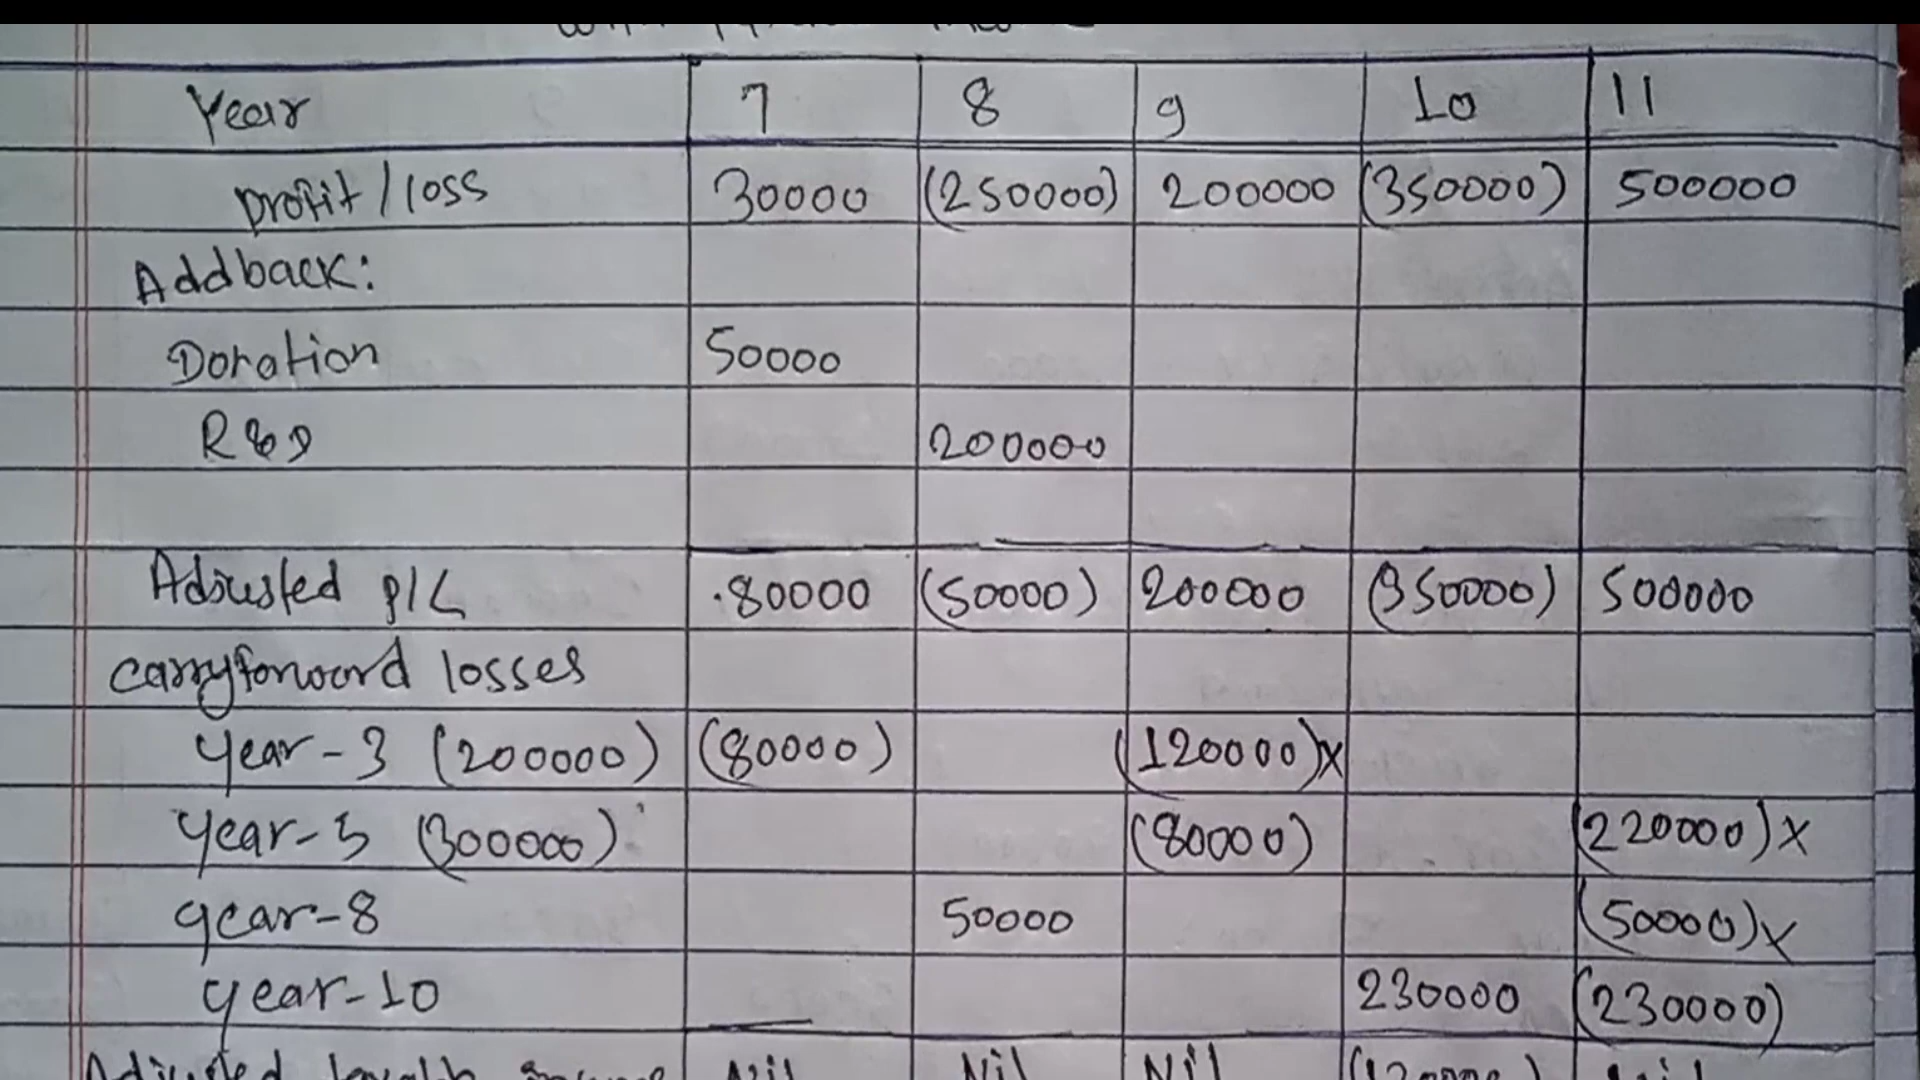 Year 7 8 9 10 11
Profit/loss 30000 (250000) 200000 (350000) 500000
Addback:
Donation 50000
R&D 200000
Adjusted P/L 80000 (50000) 200000 (350000) 500000
carryforword losses
Year-3 (200000) (80000) (120000)X
Year-5 (300000) (80000) (220000)X
year-8 50000 (50000)X
year-10 230000 (230000)
Adjusted Nil Nil Nil